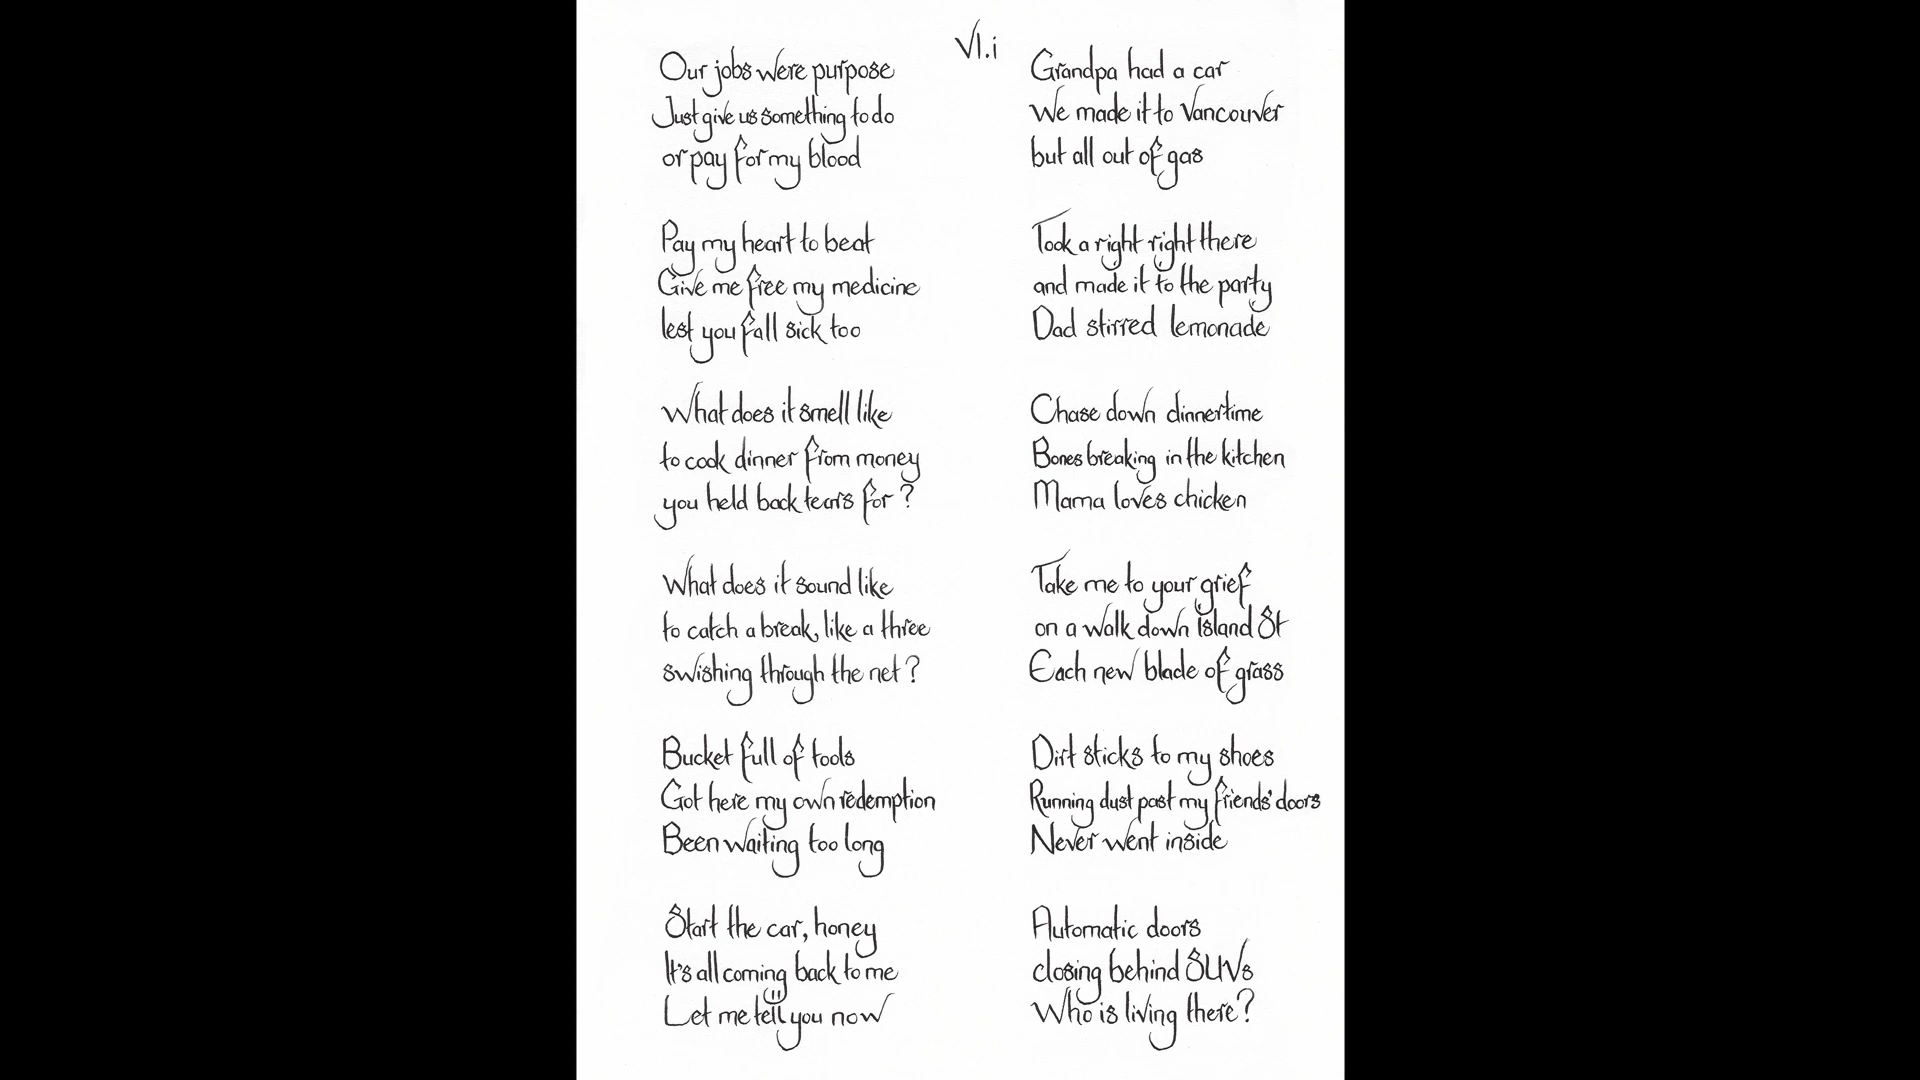 VI.i
Our jobs were purpose
Just give us something to do
or pay for my blood
Pay my heart to beat
Give me free my medicine
lest you fall sick too
What does it smell like
to cook dinner from money
you held back tears for?
What does it sound like
to catch a break, like a three
swishing through the net?
Bucket full of tools
Got here my own redemption
Been waiting too long
Start the car, honey
It's all coming back to me
Let me tell you now
Grandpa had a car
We made it to Vancouver
but all out of gas
Took a right right there
and made it to the party
Dad stirred lemonade
Chase down dinnertime
Bones breaking in the kitchen
Mama loves chicken
Take me to your grief
on a walk down Island St
Each new blade of grass
Dirt sticks to my shoes
Running dust past my friends' doors
Never went inside
Automatic doors
closing behind SUVs
Who is living there?